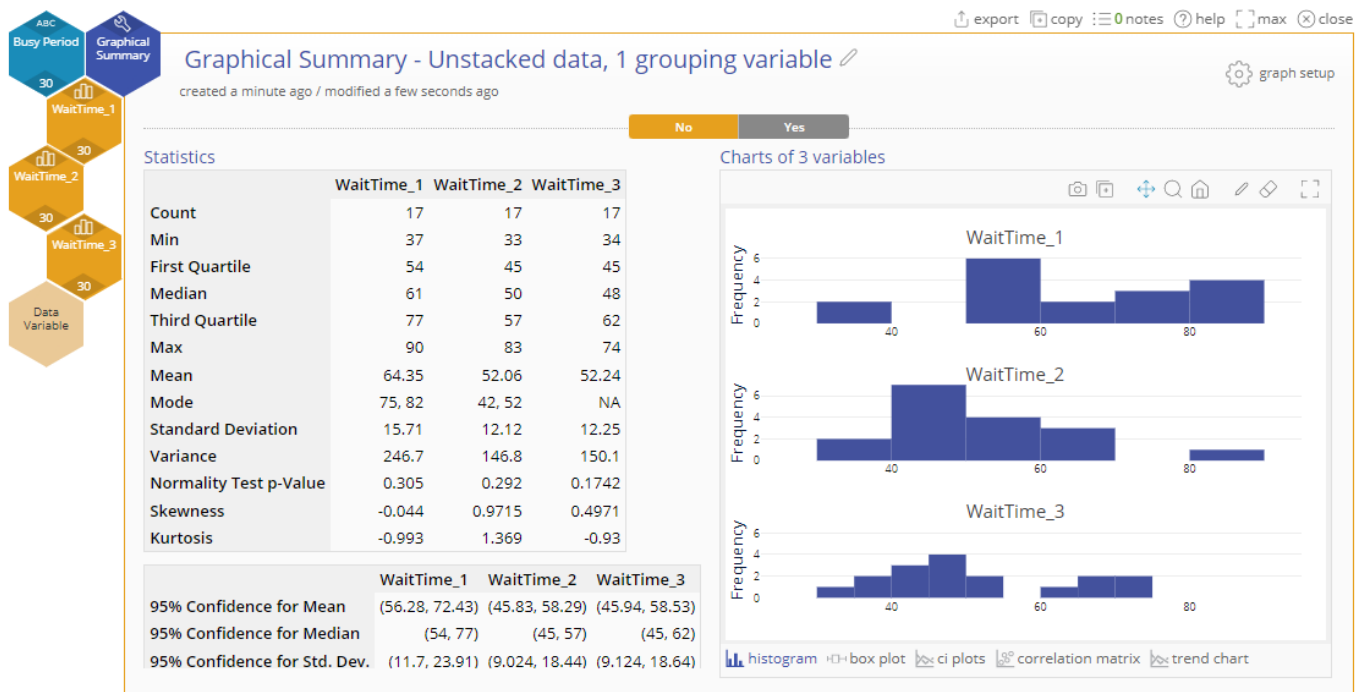 export copy 0 notes help max close
ABC
Busy Period
30
Graphical
Summary
WaitTime_1
30
WaitTime_2
30
WaitTime_3
30
Data
Variable
Graphical Summary - Unstacked data, 1 grouping variable
created a minute ago / modified a few seconds ago
graph setup
No Yes
Statistics
WaitTime_1 WaitTime_2 WaitTime_3
Count 17 17 17
Min 37 33 34
First Quartile 54 45 45
Median 61 50 48
Third Quartile 77 57 62
Max 90 83 74
Mean 64.35 52.06 52.24
Mode 75, 82 42, 52 NA
Standard Deviation 15.71 12.12 12.25
Variance 246.7 146.8 150.1
Normality Test p-Value 0.305 0.292 0.1742
Skewness -0.044 0.9715 0.4971
Kurtosis -0.993 1.369 -0.93
WaitTime_1 WaitTime_2 WaitTime_3
95% Confidence for Mean (56.28, 72.43) (45.83, 58.29) (45.94, 58.53)
95% Confidence for Median (54, 77) (45, 57) (45, 62)
95% Confidence for Std. Dev. (11.7, 23.91) (9.024, 18.44) (9.124, 18.64)
Charts of 3 variables
WaitTime_1
Frequency
6
4
2
0
40 60 80
WaitTime_2
Frequency
6
4
2
0
40 60 80
WaitTime_3
Frequency
6
4
2
0
40 60 80
histogram box plot ci plots correlation matrix trend chart